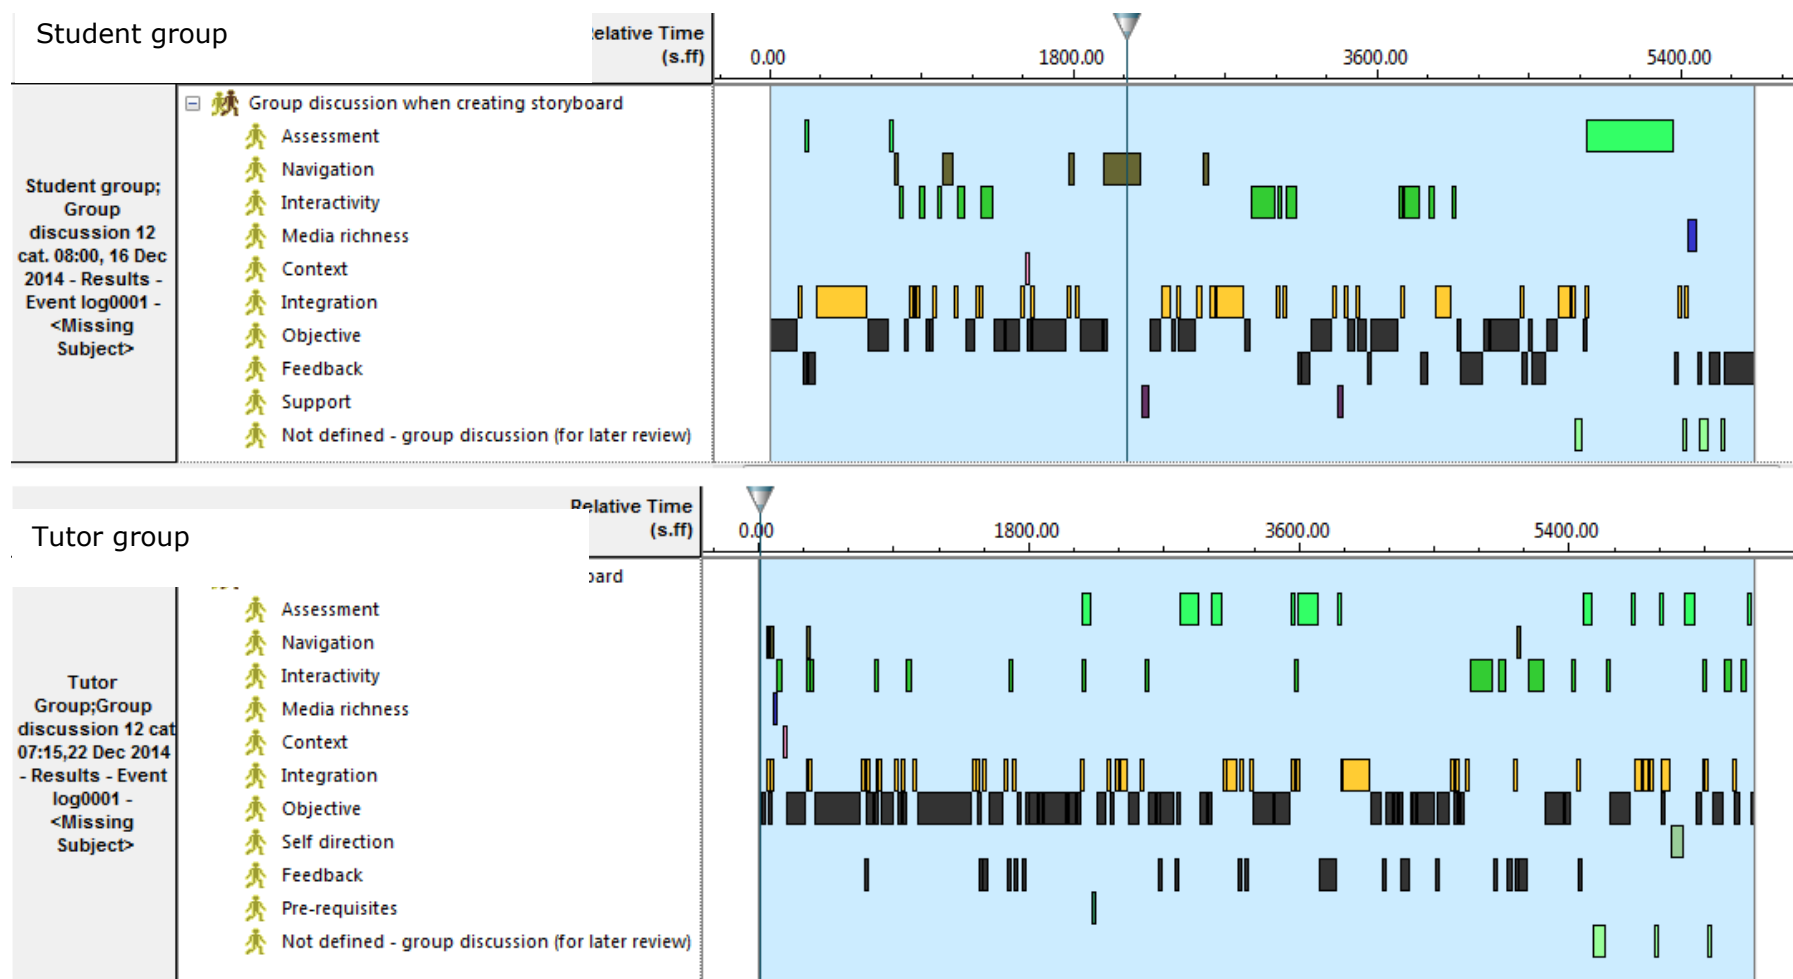 Student group
elative Time
(s.ff)
0.00 1800.00 3600.00 5400.00
Group discussion when creating storyboard
Assessment
Navigation
Interactivity
Media richness
Context
Integration
Objective
Feedback
Support
Not defined - group discussion (for later review)
Student group;
Group
discussion 12
cat. 08:00, 16 Dec
2014 - Results -
Event log0001 -
<Missing
Subject>
Tutor group
Relative Time
(s.ff)
0.00 1800.00 3600.00 5400.00
oard
Assessment
Navigation
Interactivity
Media richness
Context
Integration
Objective
Self direction
Feedback
Pre-requisites
Not defined - group discussion (for later review)
Tutor
Group;Group
discussion 12 cat
07:15,22 Dec 2014
- Results - Event
log0001 -
<Missing
Subject>